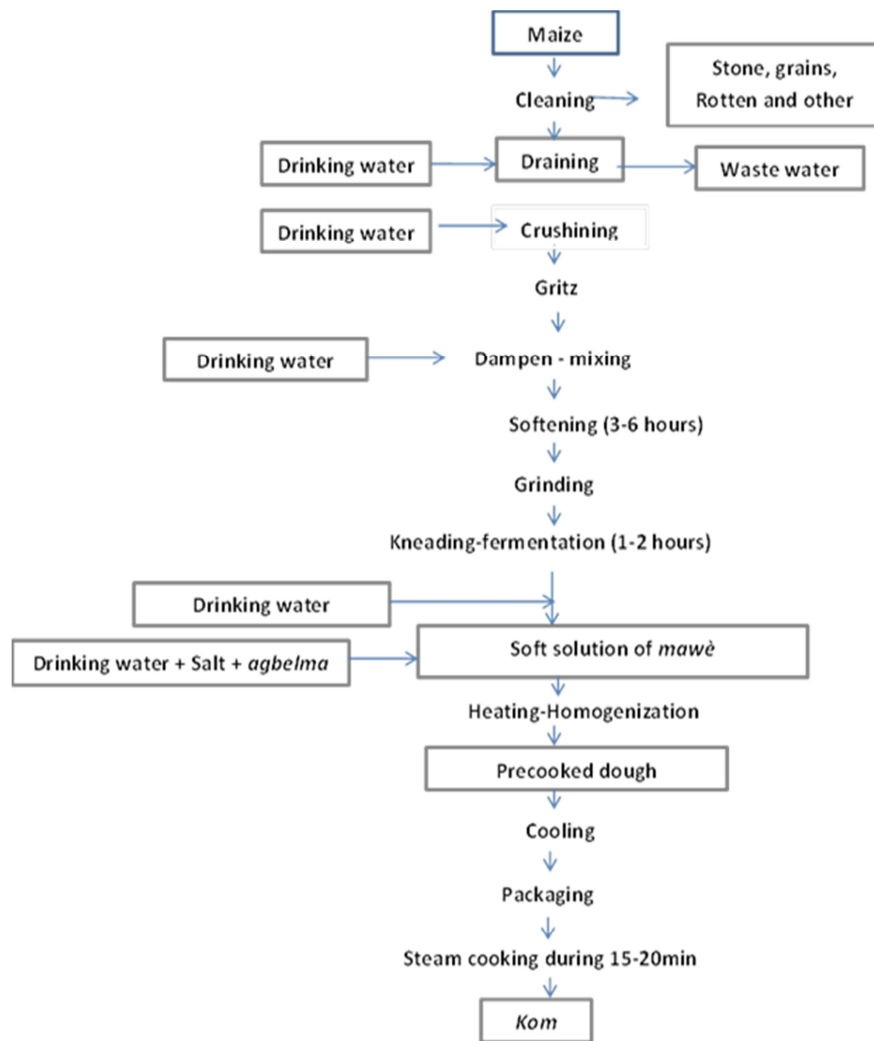 Maize
Stone, grains,
Rotten and other
Cleaning
Drinking water
Draining
Waste water
Drinking water
Crushining
Gritz
Drinking water
Dampen - mixing
Softening (3-6 hours)
Grinding
Kneading-fermentation (1-2 hours)
Drinking water
Soft solution of mawè
Drinking water + Salt + agbelma
Heating-Homogenization
Precooked dough
Cooling
Packaging
Steam cooking during 15-20min
Kom